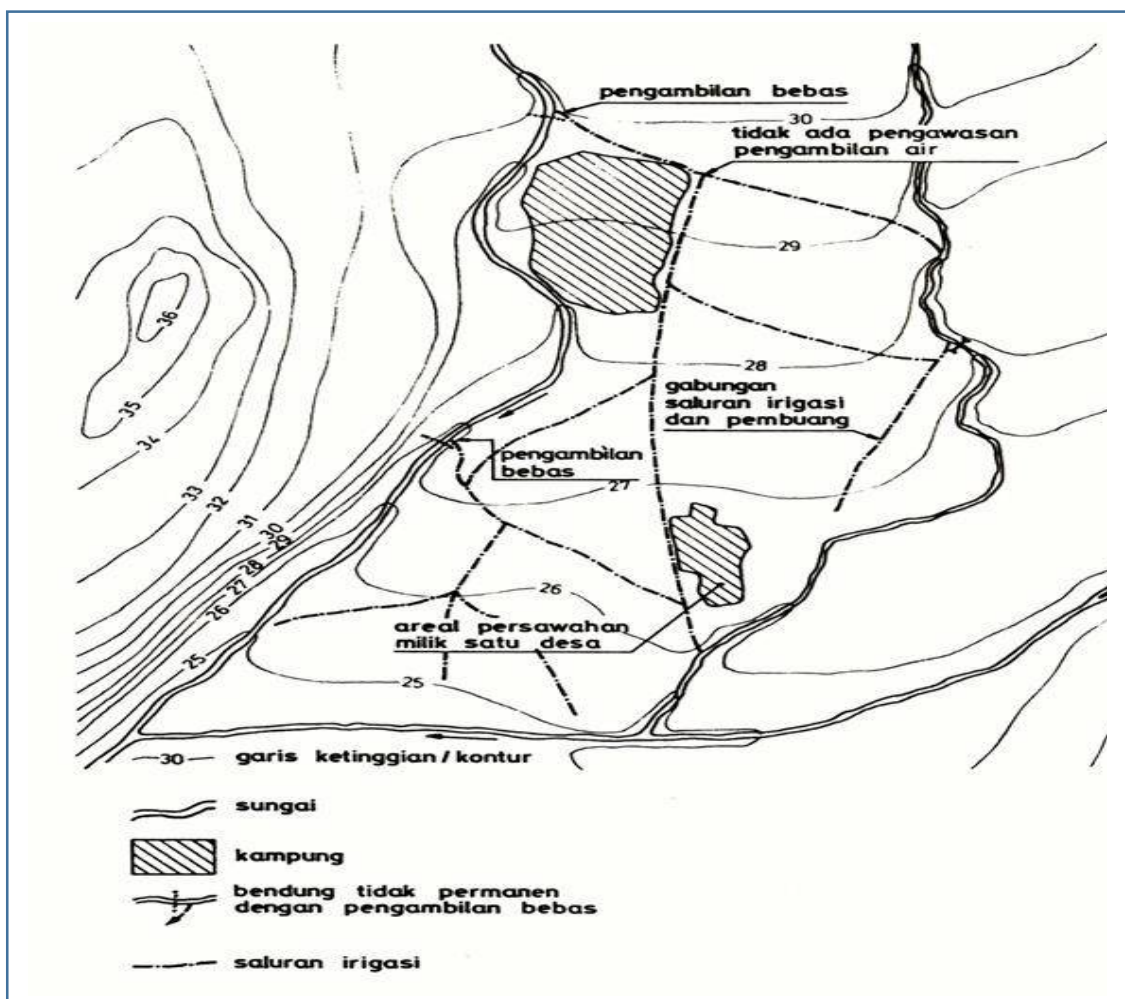 pengambilan bebas
30
tidak ada pengawasan
pengambilan air
29
36
28
35
gabungan
saluran irigasi
dan pembuang
34
pengambilan
bebas
27
33
32
31
30
29
28
27
26
26
areal persawahan
milik satu desa
25
25
30 garis ketinggian / kontur
sungai
kampung
bendung tidak permanen
dengan pengambilan bebas
saluran irigasi